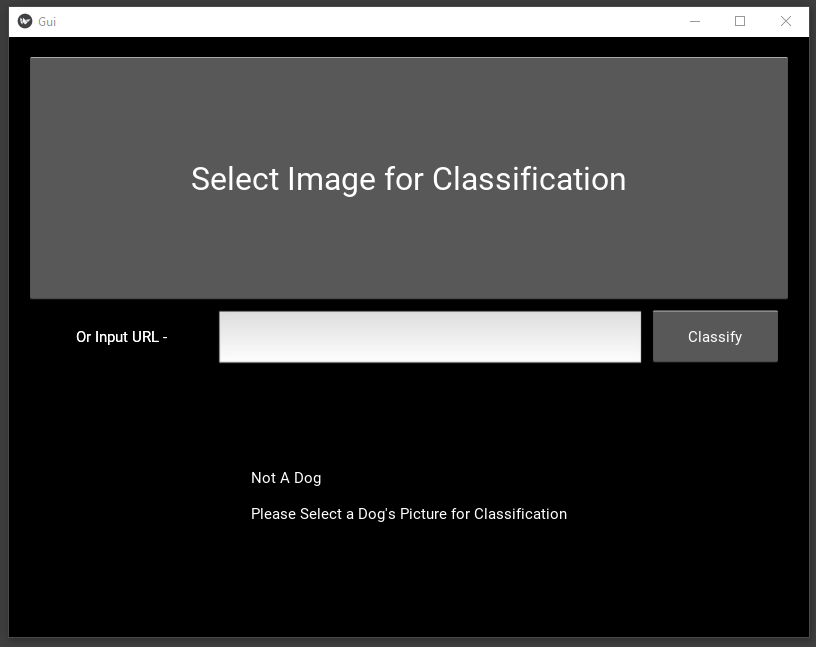 Gui
Select Image for Classification
Or Input URL -
Classify
Not A Dog
Please Select a Dog's Picture for Classification